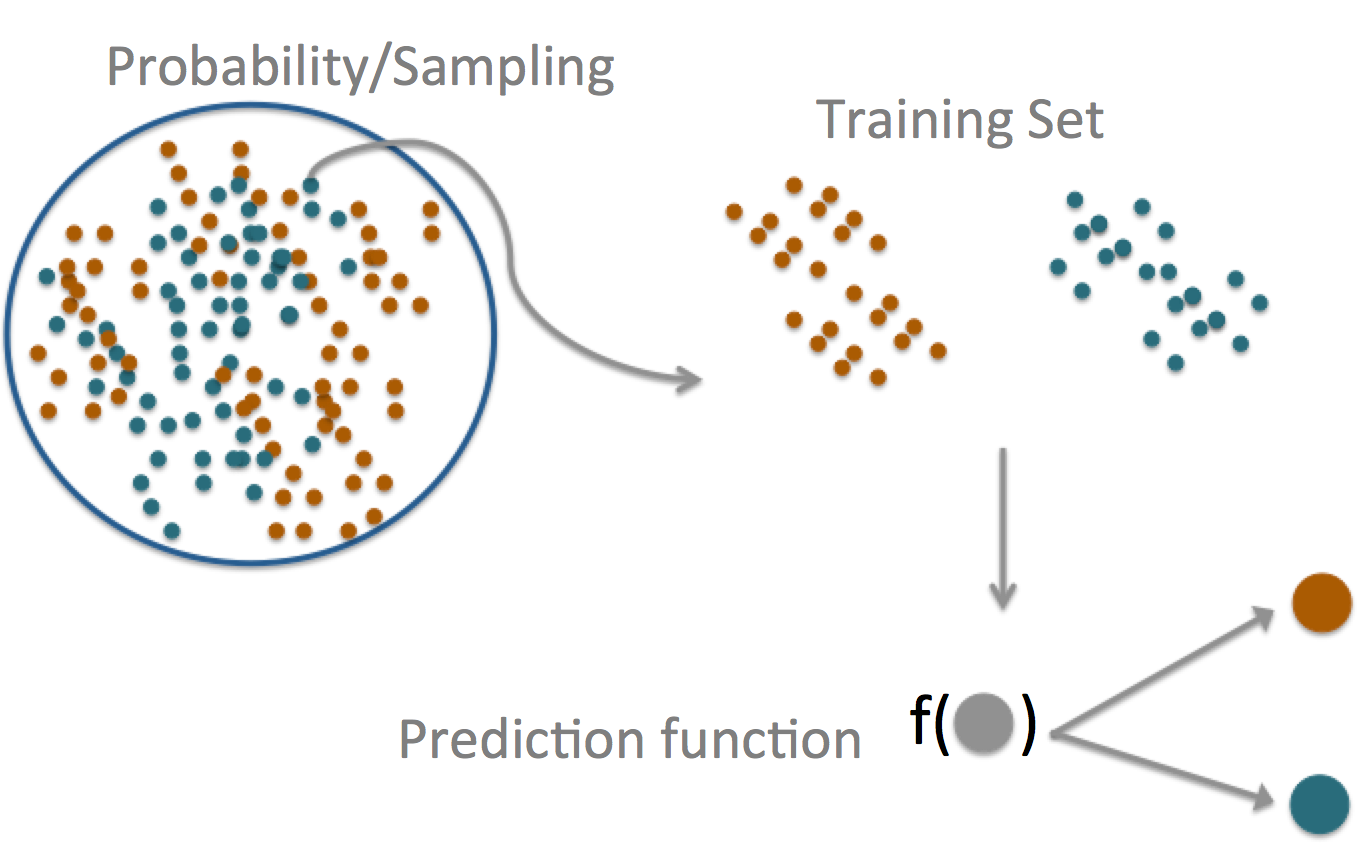 Probability/Sampling
Training Set
Prediction function f( )